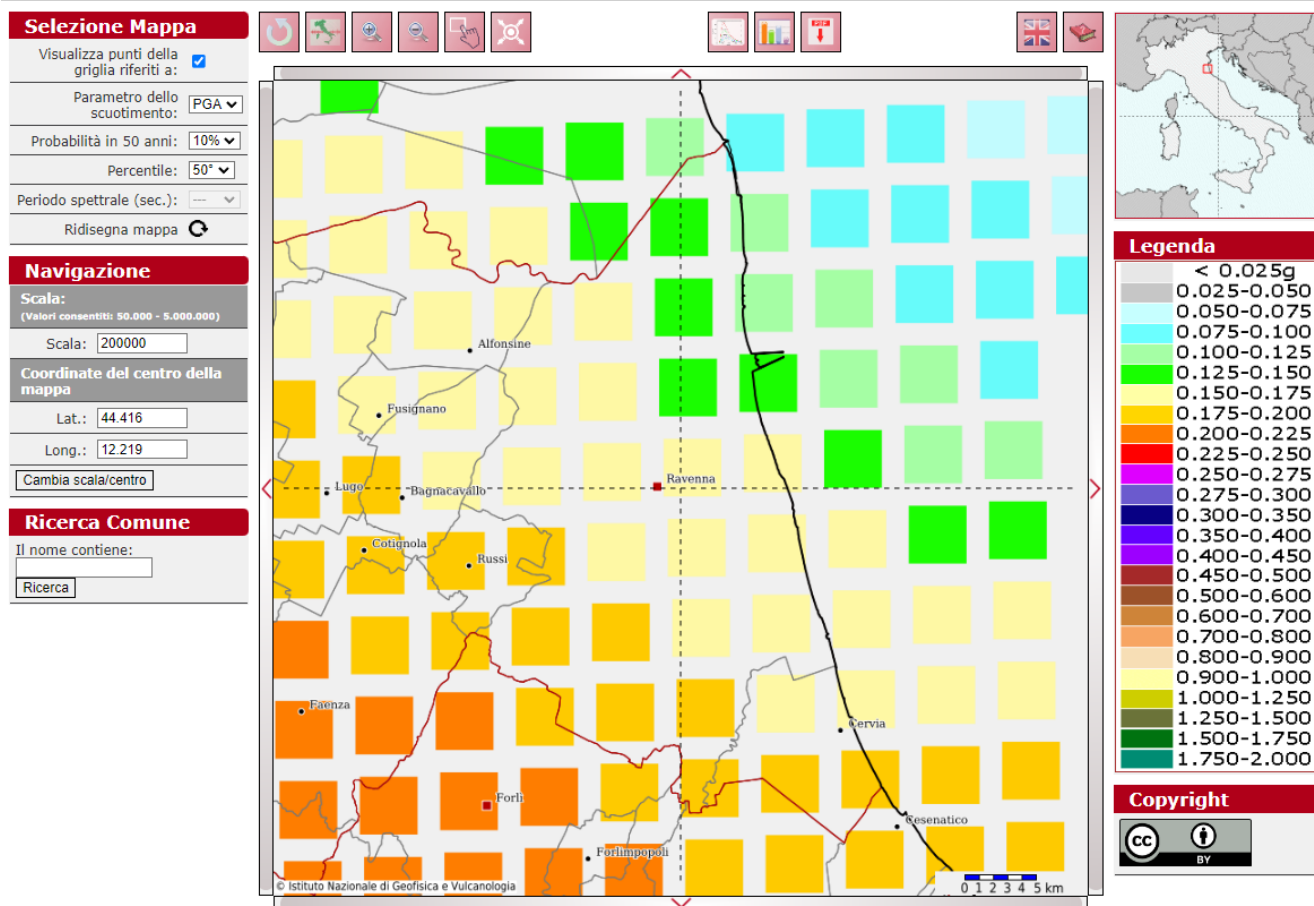 Selezione Mappa
Visualizza punti della
griglia riferiti a:
Parametro dello
scuotimento:
PGA
Probabilità in 50 anni:
10%
Percentile:
50°
Periodo spettrale (sec.):
---
Ridisegna mappa
Navigazione
Scala:
(Valori consentiti: 50.000 - 5.000.000)
Scala:
200000
Coordinate del centro della
mappa
Lat.:
44.416
Long.:
12.219
Cambia scala/centro
Ricerca Comune
Il nome contiene:
Ricerca
PDF
Alfonsine
Fusignano
Lugo
Bagnacavallo
Ravenna
Cotignola
Russi
Faenza
Cervia
Forlì
Cesenatico
Forlimpopoli
© Istituto Nazionale di Geofisica e Vulcanologia
0 1 2 3 4 5 km
Legenda
< 0.025g
0.025-0.050
0.050-0.075
0.075-0.100
0.100-0.125
0.125-0.150
0.150-0.175
0.175-0.200
0.200-0.225
0.225-0.250
0.250-0.275
0.275-0.300
0.300-0.350
0.350-0.400
0.400-0.450
0.450-0.500
0.500-0.600
0.600-0.700
0.700-0.800
0.800-0.900
0.900-1.000
1.000-1.250
1.250-1.500
1.500-1.750
1.750-2.000
Copyright
cc
BY